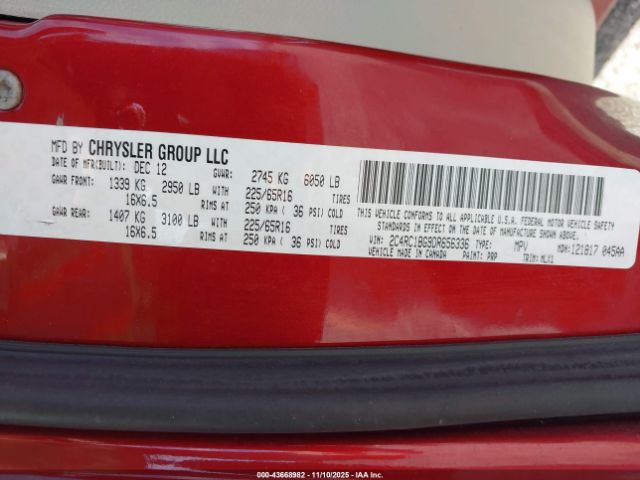 MFD BY CHRYSLER GROUP LLC
DATE OF MFR(BUILT): DEC 12 GVWR: 2745 KG 6050 LB
GAWR FRONT: 1339 KG 2950 LB WITH 225/65R16 TIRES
16X6.5 RIMS AT 250 KPA ( 36 PSI) COLD
GAWR REAR: 1407 KG 3100 LB WITH 225/65R16 TIRES
16X6.5 RIMS AT 250 KPA ( 36 PSI) COLD
THIS VEHICLE CONFORMS TO ALL APPLICABLE U.S.A. FEDERAL MOTOR VEHICLE SAFETY
STANDARDS IN EFFECT ON THE DATE OF MANUFACTURE SHOWN ABOVE.
VIN: 2C4RC1BG9DR656336 TYPE: MPV MDH: 121817 045AA
VEHICLE MADE IN CANADA PAINT: PRP TRIM: MLX1
000-43668982 - 11/10/2025 - IAA Inc.